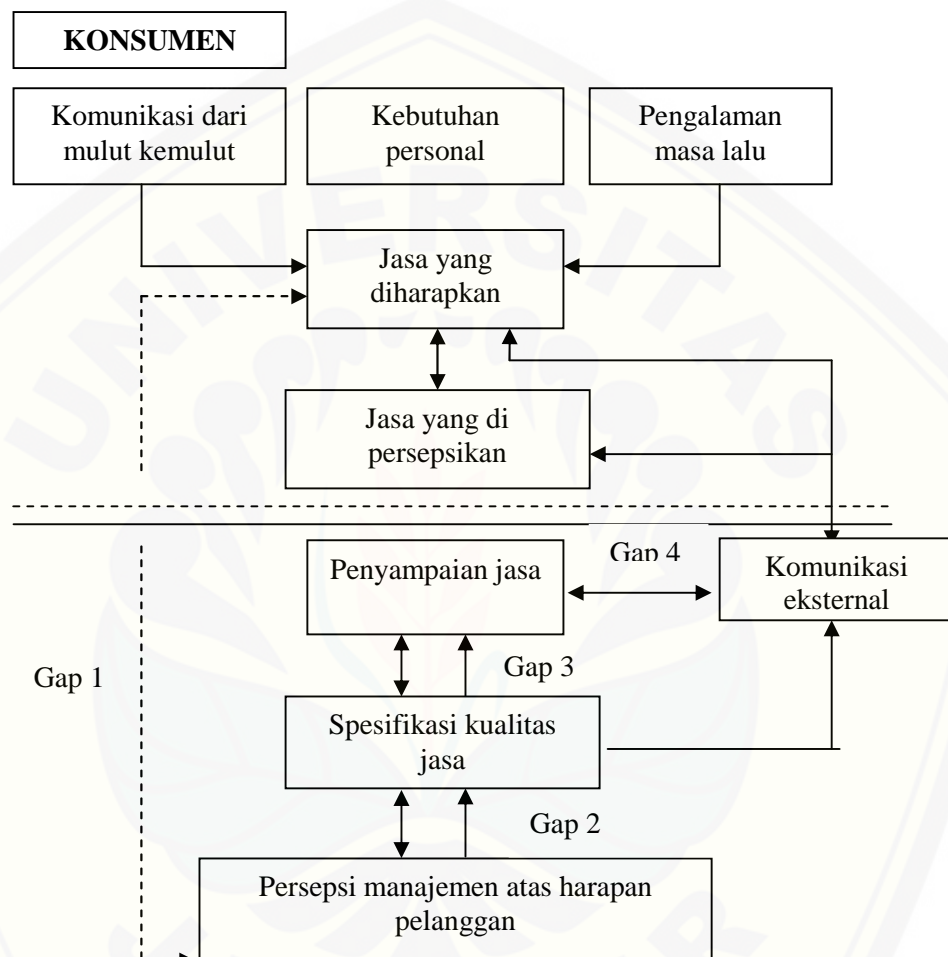 KONSUMEN
Komunikasi dari
mulut kemulut
Kebutuhan
personal
Pengalaman
masa lalu
Jasa yang
diharapkan
Jasa yang di
persepsikan
Gap 4
Penyampaian jasa
Komunikasi
eksternal
Gap 1
Gap 3
Spesifikasi kualitas
jasa
Gap 2
Persepsi manajemen atas harapan
pelanggan
UNIVERSITAS